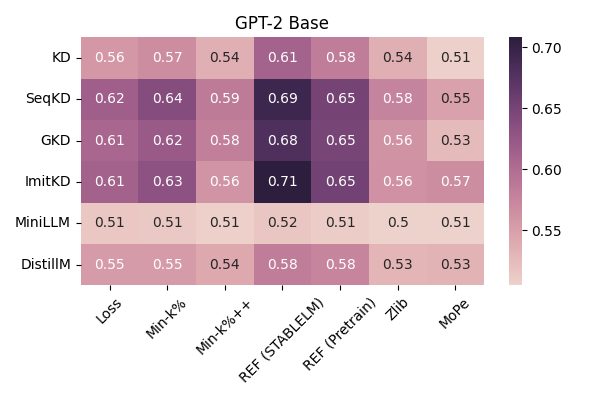 GPT-2 Base
KD 0.56 0.57 0.54 0.61 0.58 0.54 0.51
SeqKD 0.62 0.64 0.59 0.69 0.65 0.58 0.55
GKD 0.61 0.62 0.58 0.68 0.65 0.56 0.53
ImitKD 0.61 0.63 0.56 0.71 0.65 0.56 0.57
MiniLLM 0.51 0.51 0.51 0.52 0.51 0.5 0.51
DistillM 0.55 0.55 0.54 0.58 0.58 0.53 0.53
Loss Min-k% Min-k%++ REF (STABLELM) REF (Pretrain) Zlib MoPe
0.70
0.65
0.60
0.55